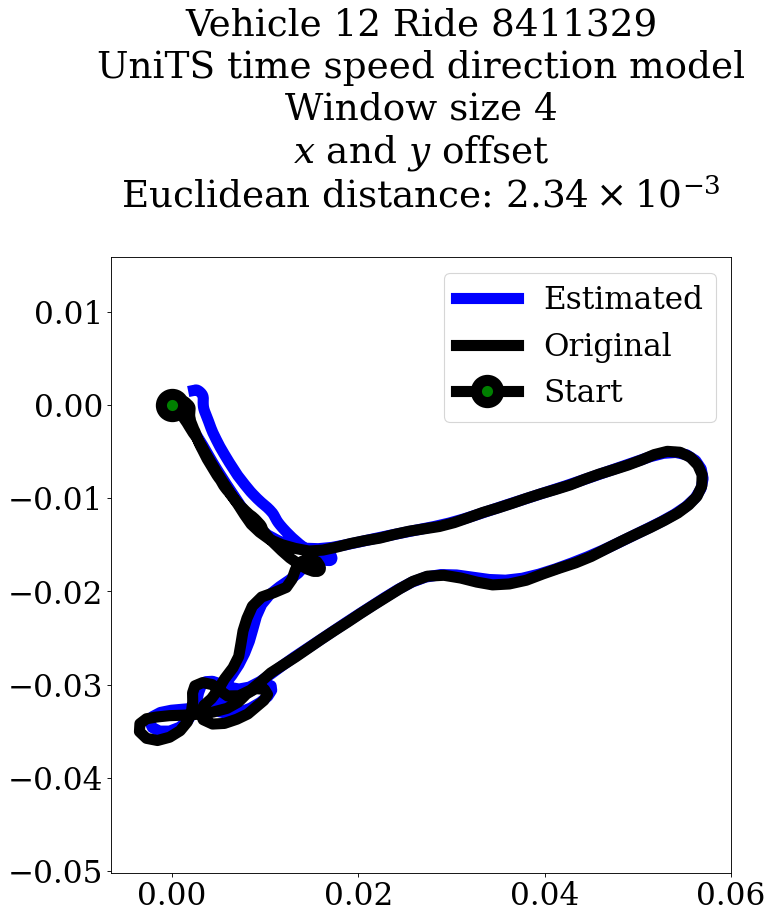 Vehicle 12 Ride 8411329
UniTS time speed direction model
Window size 4
x and y offset
Euclidean distance: 2.34 × 10⁻³
Estimated
Original
Start
0.01
0.00
−0.01
−0.02
−0.03
−0.04
−0.05
0.00 0.02 0.04 0.06